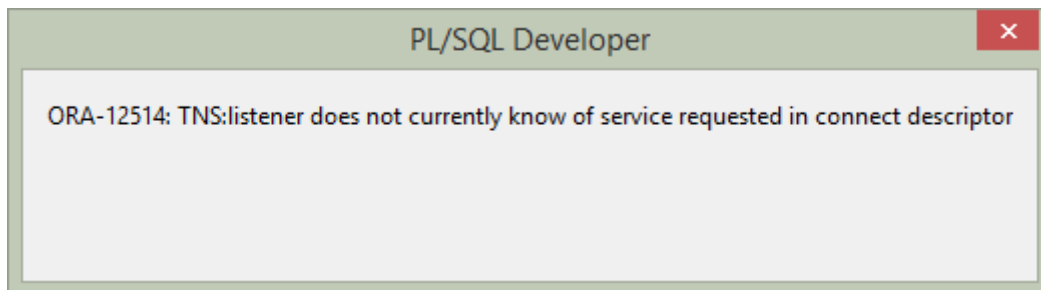 PL/SQL Developer
ORA-12514: TNS:listener does not currently know of service requested in connect descriptor